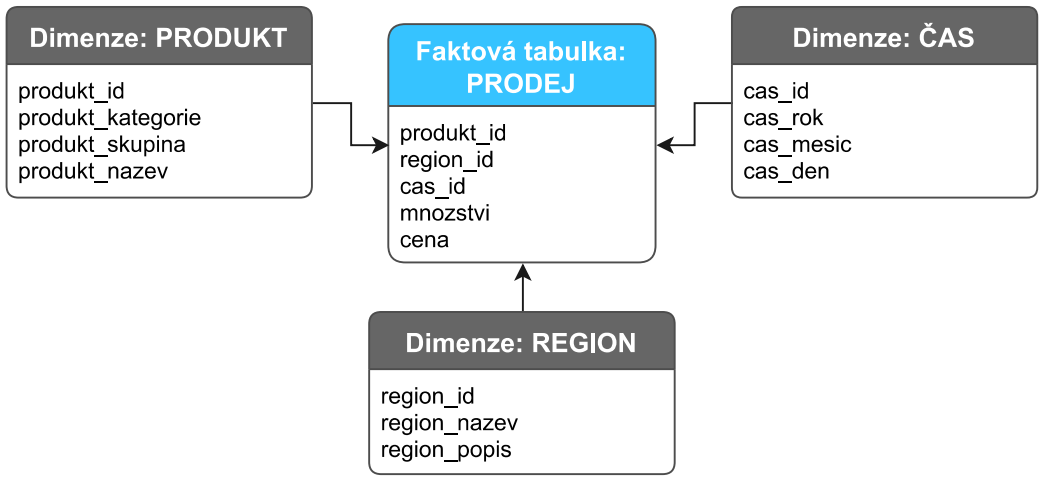 Dimenze: PRODUKT
produkt_id
produkt_kategorie
produkt_skupina
produkt_nazev
Faktová tabulka:
PRODEJ
produkt_id
region_id
cas_id
mnozstvi
cena
Dimenze: ČAS
cas_id
cas_rok
cas_mesic
cas_den
Dimenze: REGION
region_id
region_nazev
region_popis